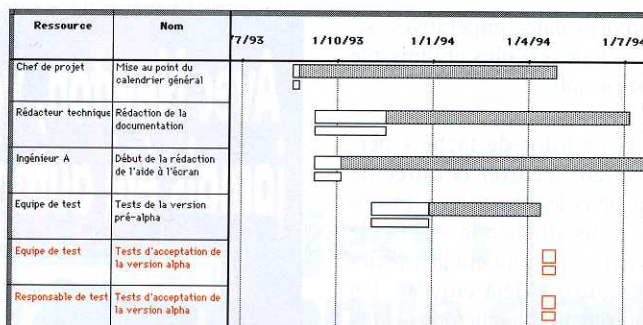 Ressource Nom
7/93 1/10/93 1/1/94 1/4/94 1/7/94
Chef de projet Mise au point du
calendrier général
Rédacteur technique Rédaction de la
documentation
Ingénieur A Début de la rédaction
de l'aide à l'écran
Equipe de test Tests de la version
pré-alpha
Equipe de test Tests d'acceptation de
la version alpha
Responsable de test Tests d'acceptation de
la version alpha